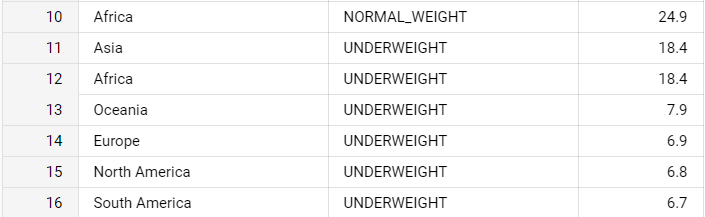 10 Africa NORMAL_WEIGHT 24.9
11 Asia UNDERWEIGHT 18.4
12 Africa UNDERWEIGHT 18.4
13 Oceania UNDERWEIGHT 7.9
14 Europe UNDERWEIGHT 6.9
15 North America UNDERWEIGHT 6.8
16 South America UNDERWEIGHT 6.7